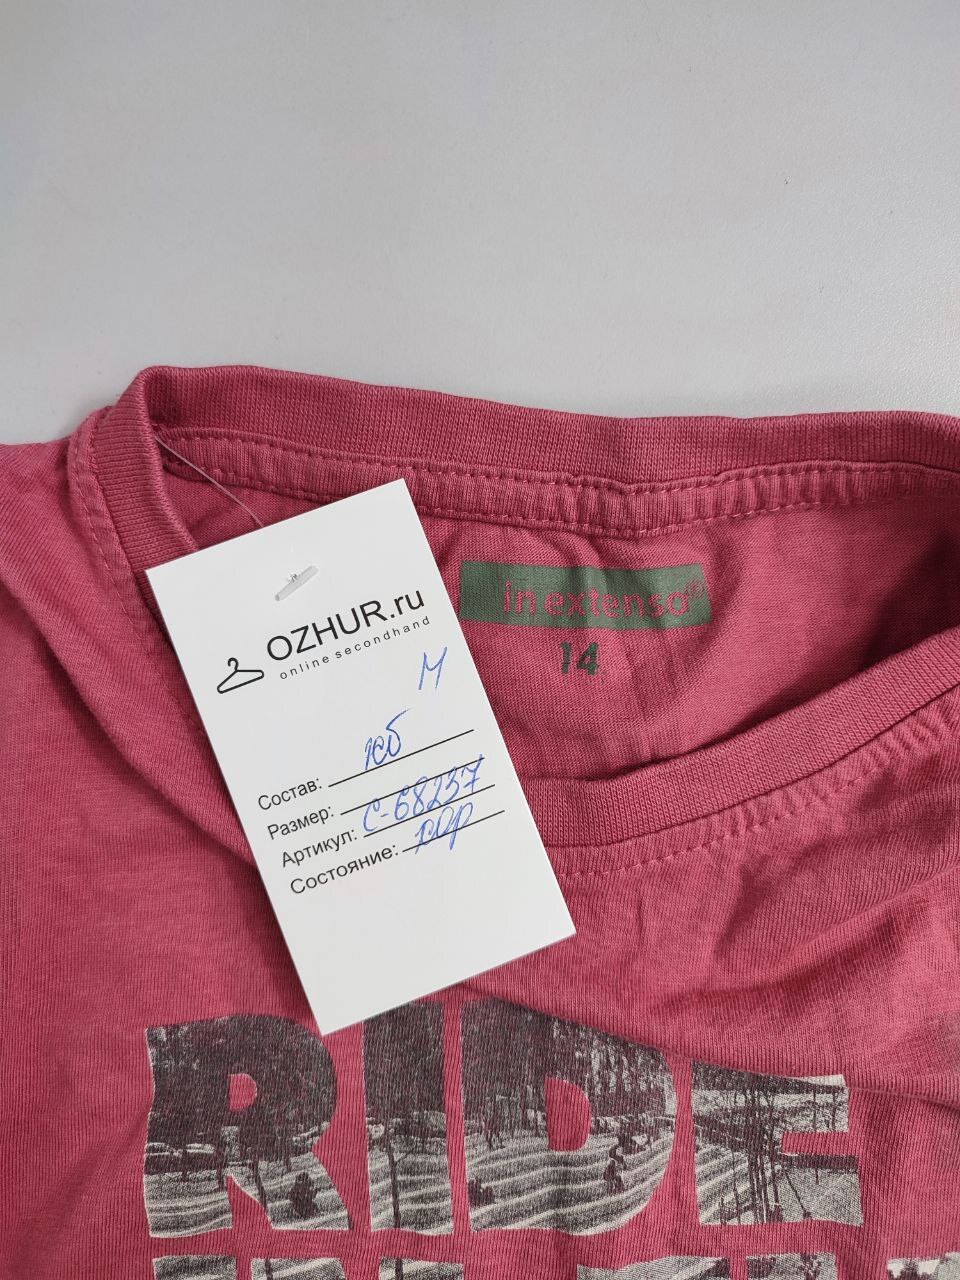 OZHUR.ru
online secondhand
М
Состав: хб
Размер:
Артикул: С-68237
Состояние: хор
in extenso®
14
RIDE